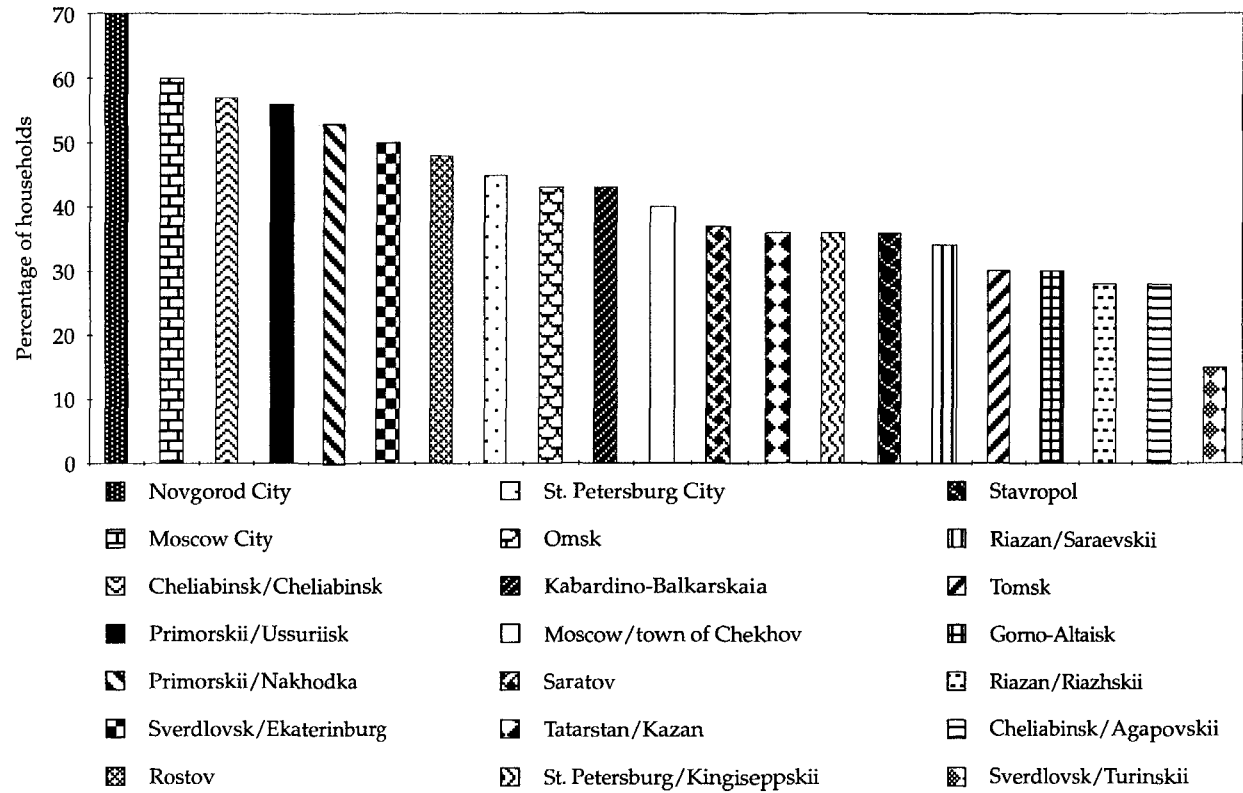 70
60
50
40
30
20
10
0
Percentage of households
Novgorod City
Moscow City
Cheliabinsk/Cheliabinsk
Primorskii/Ussuriisk
Primorskii/Nakhodka
Sverdlovsk/Ekaterinburg
Rostov
St. Petersburg City
Omsk
Kabardino-Balkarskaia
Moscow/town of Chekhov
Saratov
Tatarstan/Kazan
St. Petersburg/Kingiseppskii
Stavropol
Riazan/Saraevskii
Tomsk
Gorno-Altaisk
Riazan/Riazhskii
Cheliabinsk/Agapovskii
Sverdlovsk/Turinskii